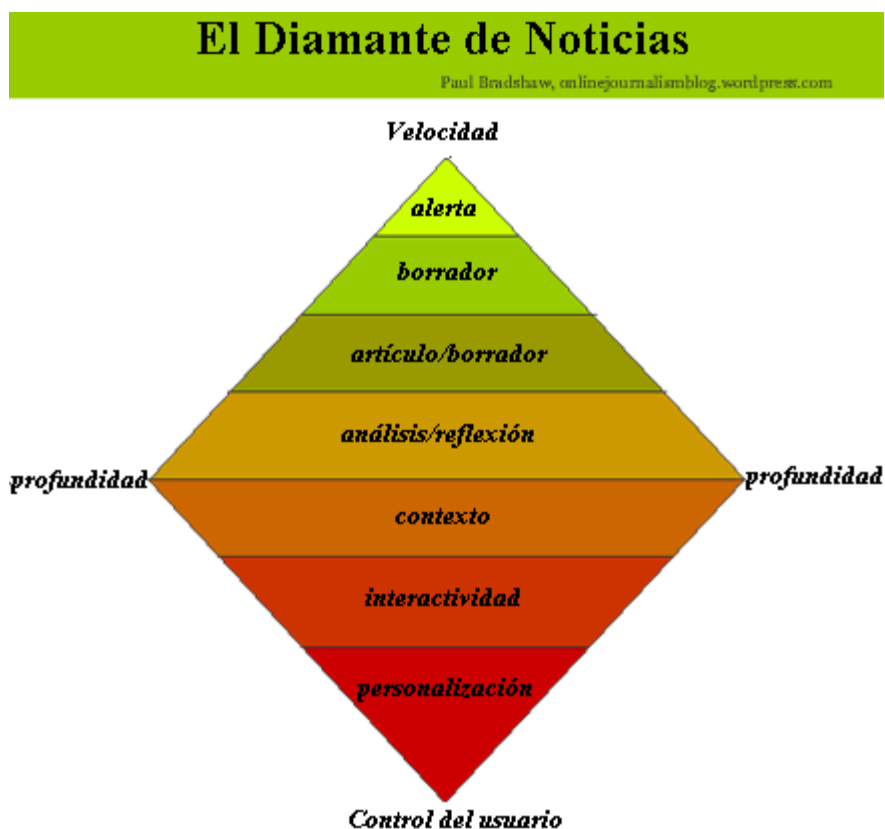 El Diamante de Noticias
Paul Bradshaw, onlinejournalismblog.wordpress.com
Velocidad
alerta
borrador
artículo/borrador
análisis/reflexión
profundidad
profundidad
contexto
interactividad
personalización
Control del usuario